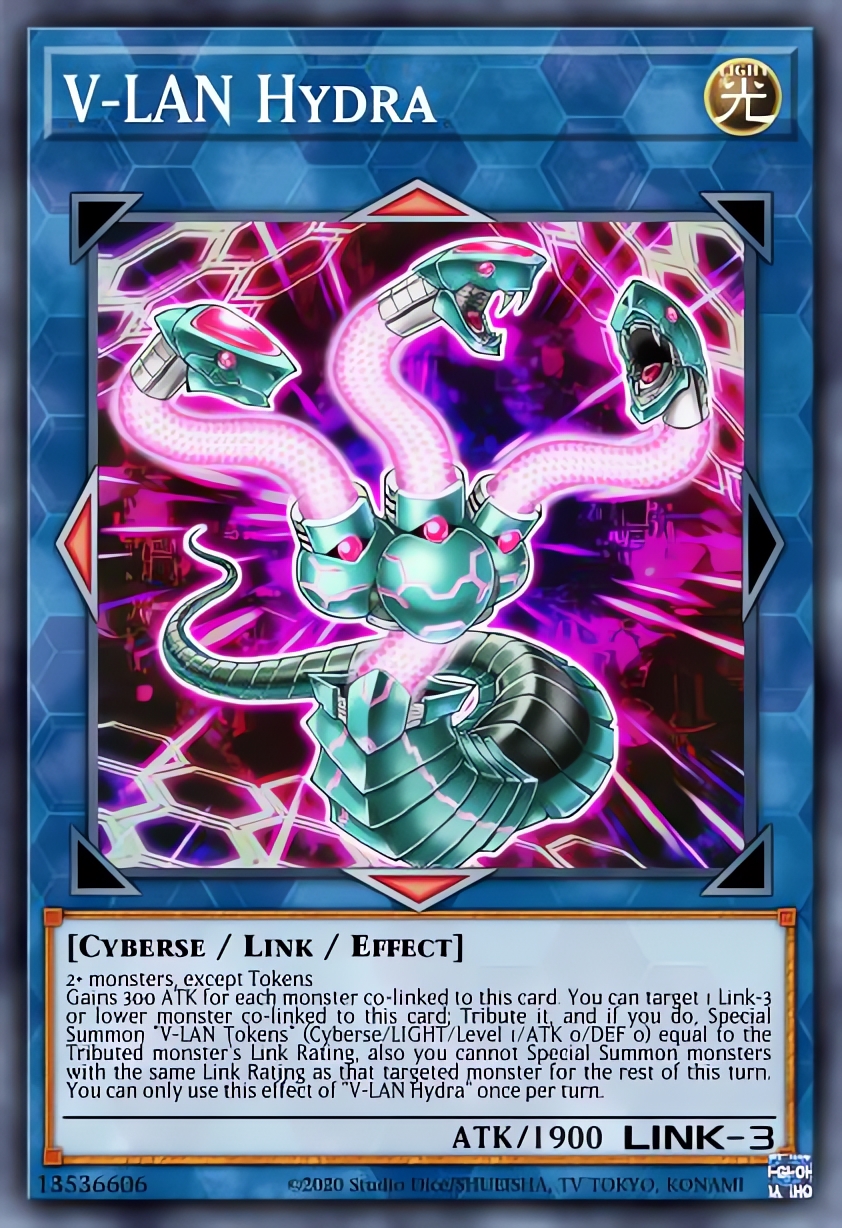 V-LAN HYDRA
LIGHT
光
[CYBERSE / LINK / EFFECT]
2+ monsters, except Tokens
Gains 300 ATK for each monster co-linked to this card. You can target 1 Link-3
or lower monster co-linked to this card; Tribute it, and if you do, Special
Summon "V-LAN Tokens" (Cyberse/LIGHT/Level 1/ATK 0/DEF 0) equal to the
Tributed monster's Link Rating, also you cannot Special Summon monsters
with the same Link Rating as that targeted monster for the rest of this turn.
You can only use this effect of "V-LAN Hydra" once per turn.
ATK/1900 LINK-3
13536606
©2020 Studio Dice/SHUEISHA, TV TOKYO, KONAMI